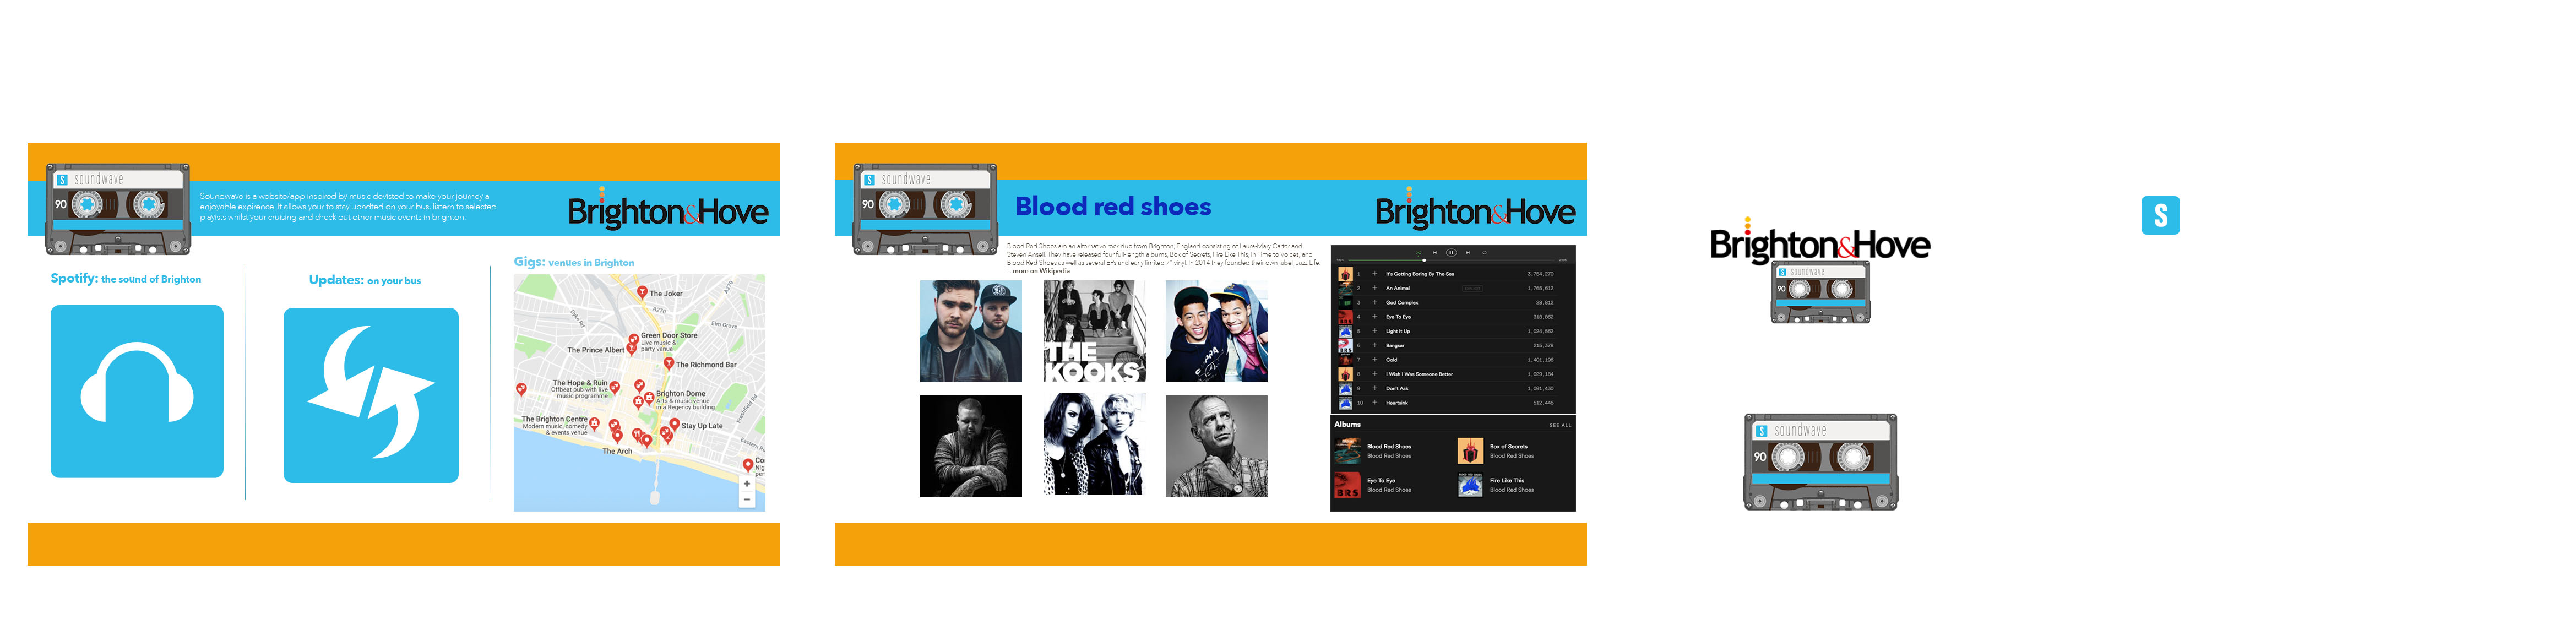 S soundwave
90
Soundwave is a website/app inspired by music devisted to make your journey a
enjoyable expirence. It allows your to stay upadted on your bus, listern to selected
playists whilst your cruising and check out other music events in brighton.
Brighton&Hove
Spotify: the sound of Brighton
Updates: on your bus
Gigs: venues in Brighton
The Joker
A270
A270
Dyke Rd
Elm Grove
Green Door Store
Live music &
party venue
The Prince Albert
The Richmond Bar
The Hope & Ruin
Offbeat pub with live
music programme
Brighton Dome
Arts & music venue
in a Regency building
Freshfield Rd
The Brighton Centre
Modern music, comedy
& events venue
Stay Up Late
Eastern
The Arch
Co
Nig
per
+
−
S soundwave
90
Blood red shoes
Brighton&Hove
Blood Red Shoes are an alternative rock duo from Brighton, England consisting of Laura-Mary Carter and
Steven Ansell. They have released four full-length albums, Box of Secrets, Fire Like This, In Time to Voices, and
Blood Red Shoes as well as several EPs and early limited 7" vinyl. In 2014 they founded their own label, Jazz Life.
... more on Wikipedia
THE
KOOKS
1 + It's Getting Boring By The Sea 3,754,270
2 + An Animal 1,765,612
3 + God Complex 28,812
4 + Eye To Eye 318,862
5 + Light It Up 1,024,562
6 + Bangsar 215,378
7 + Cold 1,401,196
8 + I Wish I Was Someone Better 1,029,184
9 + Don't Ask 1,091,430
10 + Heartsink 512,446
Albums SEE ALL
Blood Red Shoes
Blood Red Shoes
Box of Secrets
Blood Red Shoes
BRS
Eye To Eye
Blood Red Shoes
Fire Like This
Blood Red Shoes
Brighton&Hove
S soundwave
90
S soundwave
90
S